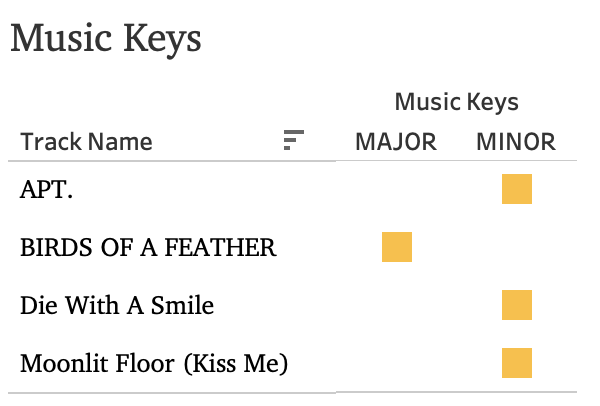 Music Keys
Music Keys
Track Name MAJOR MINOR
APT.
BIRDS OF A FEATHER
Die With A Smile
Moonlit Floor (Kiss Me)